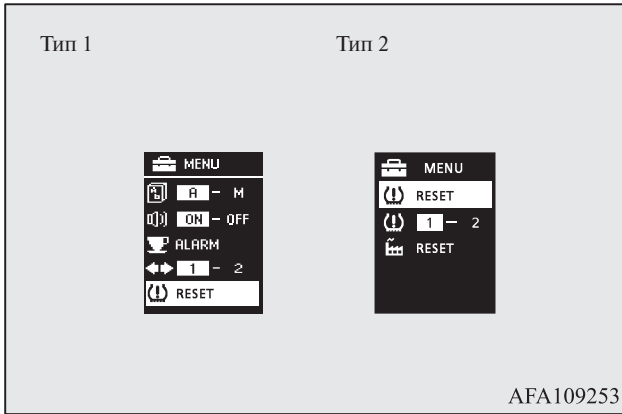 Тип 1
Тип 2
MENU
A - M
ON - OFF
ALARM
1 - 2
RESET
MENU
RESET
1 - 2
RESET
AFA109253